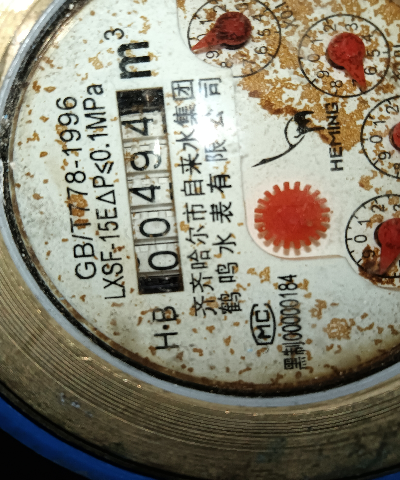 GB/T778-1996
LXSF-15E△P≤0.1MPa
00494 m³
H·B
齐齐哈尔市自来水集团
鹤鸣水表有限公司
HEMING
MC
黑制00000184